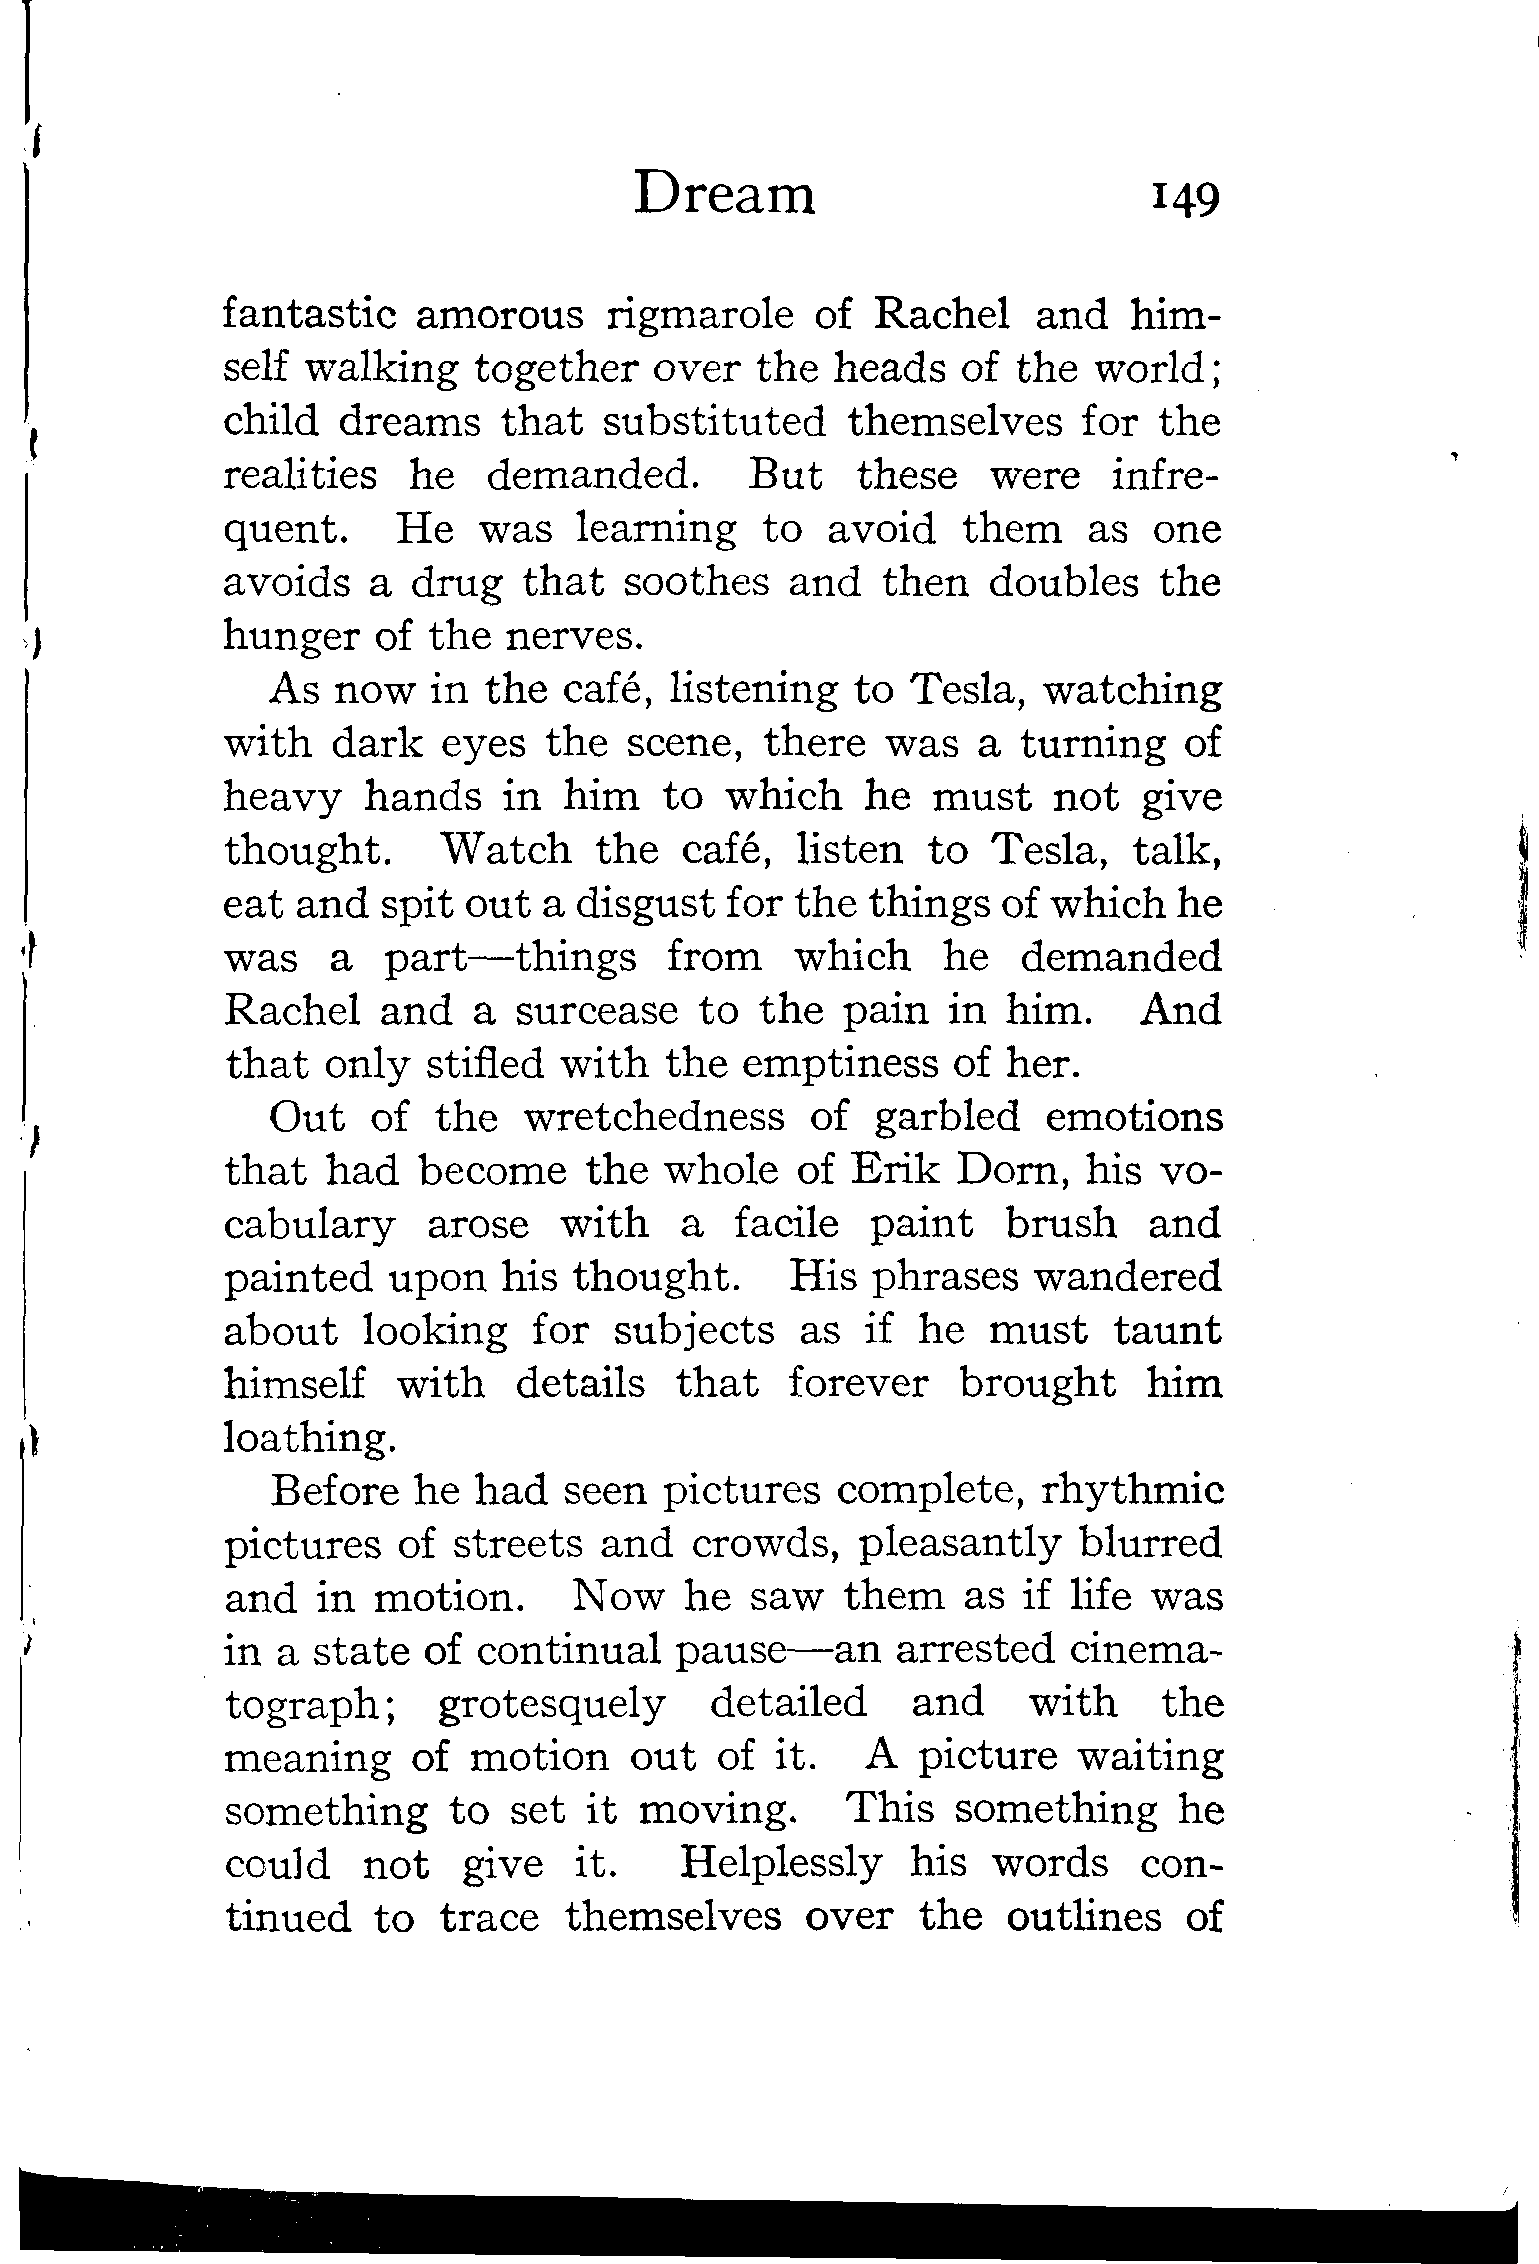 Dream 149
fantastic amorous rigmarole of Rachel and him-
self walking together over the heads of the world;
child dreams that substituted themselves for the
realities he demanded. But these were infre-
quent. He was learning to avoid them as one
avoids a drug that soothes and then doubles the
hunger of the nerves.
As now in the café, listening to Tesla, watching
with dark eyes the scene, there was a turning of
heavy hands in him to which he must not give
thought. Watch the café, listen to Tesla, talk,
eat and spit out a disgust for the things of which he
was a part—things from which he demanded
Rachel and a surcease to the pain in him. And
that only stifled with the emptiness of her.
Out of the wretchedness of garbled emotions
that had become the whole of Erik Dorn, his vo-
cabulary arose with a facile paint brush and
painted upon his thought. His phrases wandered
about looking for subjects as if he must taunt
himself with details that forever brought him
loathing.
Before he had seen pictures complete, rhythmic
pictures of streets and crowds, pleasantly blurred
and in motion. Now he saw them as if life was
in a state of continual pause—an arrested cinema-
tograph; grotesquely detailed and with the
meaning of motion out of it. A picture waiting
something to set it moving. This something he
could not give it. Helplessly his words con-
tinued to trace themselves over the outlines of